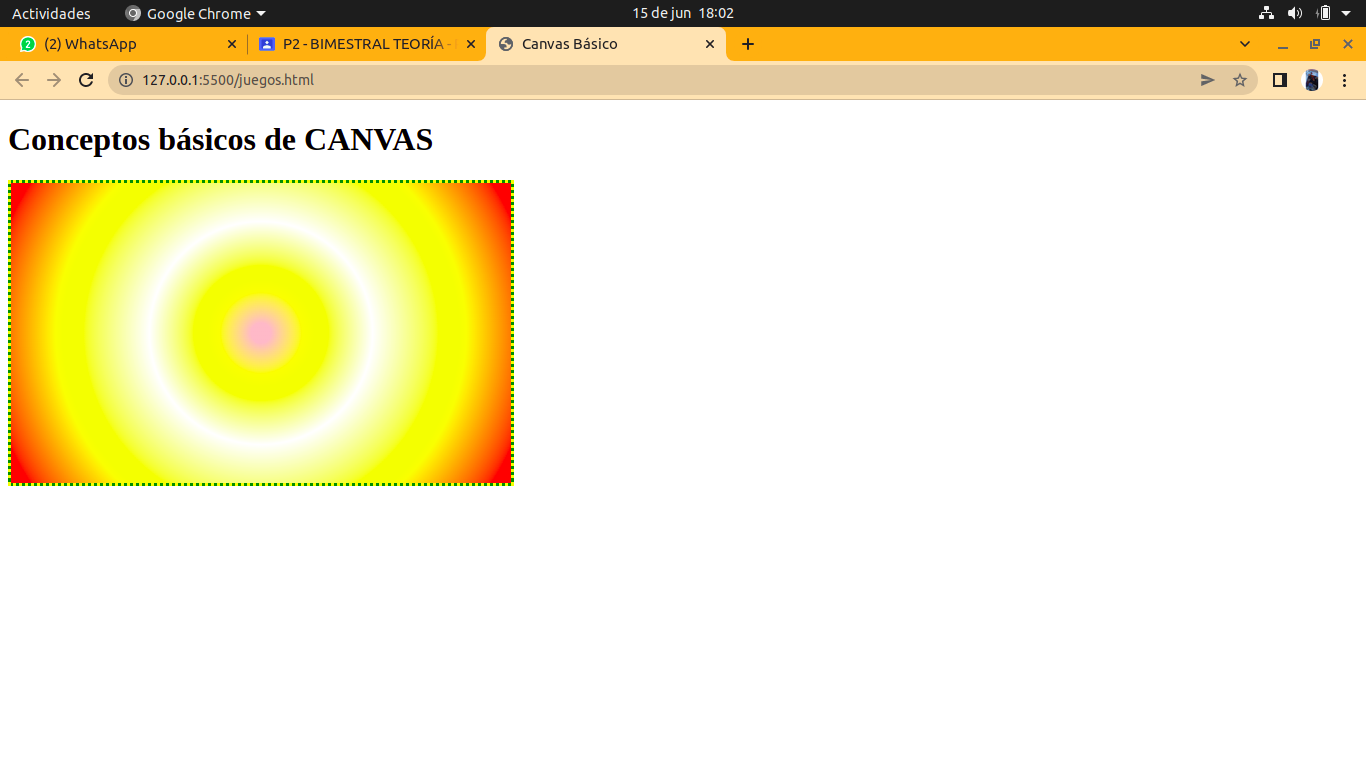 Actividades
Google Chrome
15 de jun 18:02
2
(2) WhatsApp
P2 - BIMESTRAL TEORÍA -
Canvas Básico
127.0.0.1:5500/juegos.html
Conceptos básicos de CANVAS